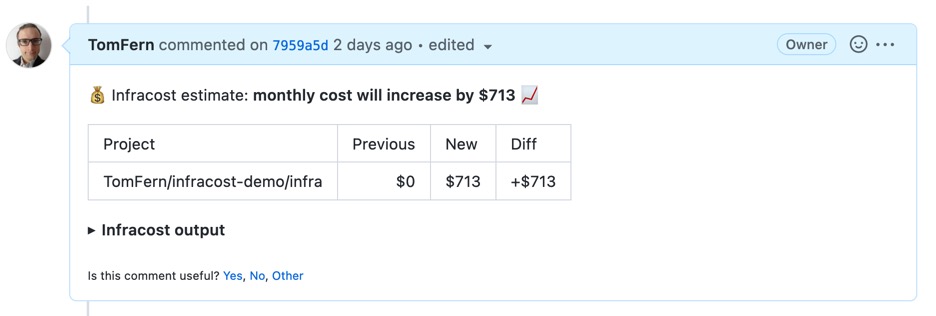 TomFern commented on 7959a5d 2 days ago • edited
Owner
Infracost estimate: monthly cost will increase by $713
Project Previous New Diff
TomFern/infracost-demo/infra $0 $713 +$713
Infracost output
Is this comment useful? Yes, No, Other